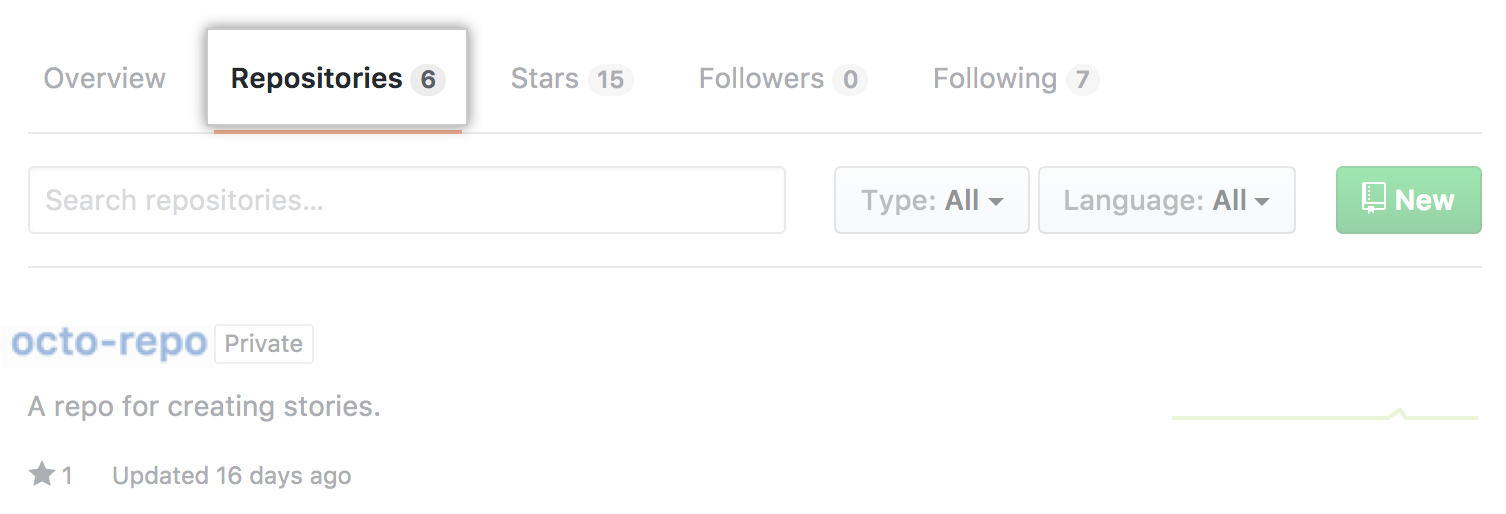 Overview Repositories 6 Stars 15 Followers 0 Following 7
Search repositories... Type: All Language: All New
octo-repo Private
A repo for creating stories.
1 Updated 16 days ago